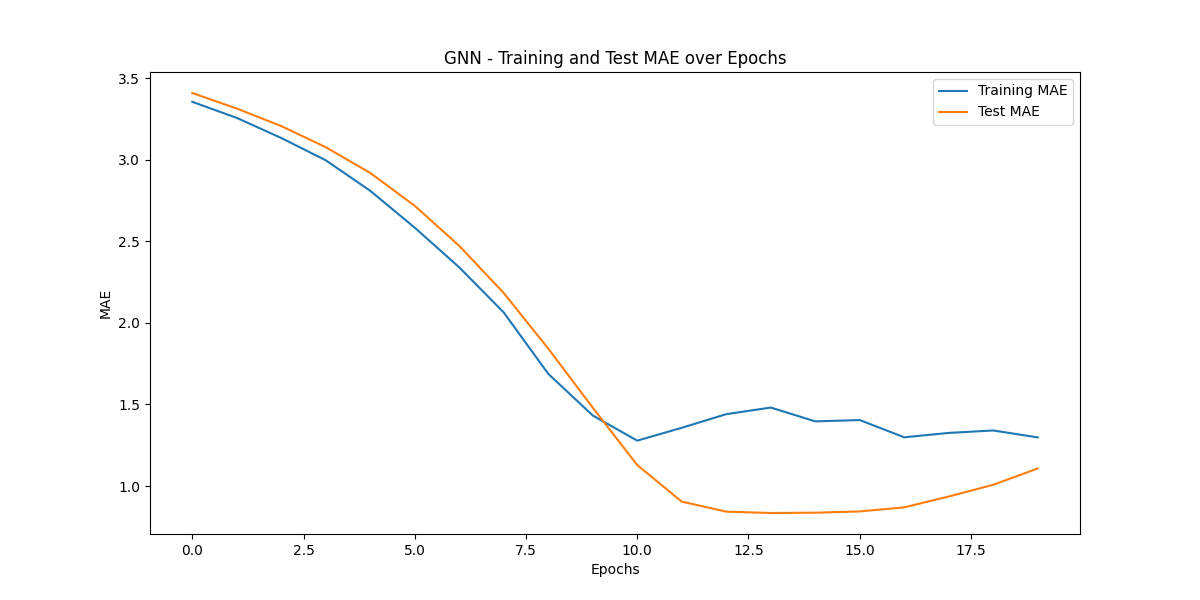 GNN - Training and Test MAE over Epochs
Training MAE
Test MAE
MAE
3.5
3.0
2.5
2.0
1.5
1.0
0.0 2.5 5.0 7.5 10.0 12.5 15.0 17.5
Epochs